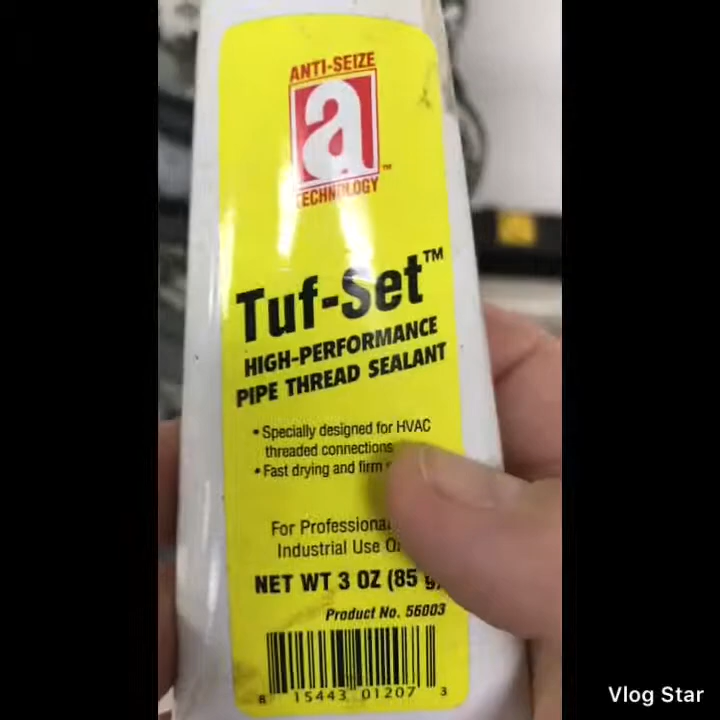 ANTI-SEIZE
a
TECHNOLOGY™
Tuf-Set™
HIGH-PERFORMANCE
PIPE THREAD SEALANT
• Specially designed for HVAC
threaded connections
• Fast drying and firm
For Professional
Industrial Use
NET WT 3 OZ (85 g)
Product No. 56003
8 15443 01207 3
Vlog Star